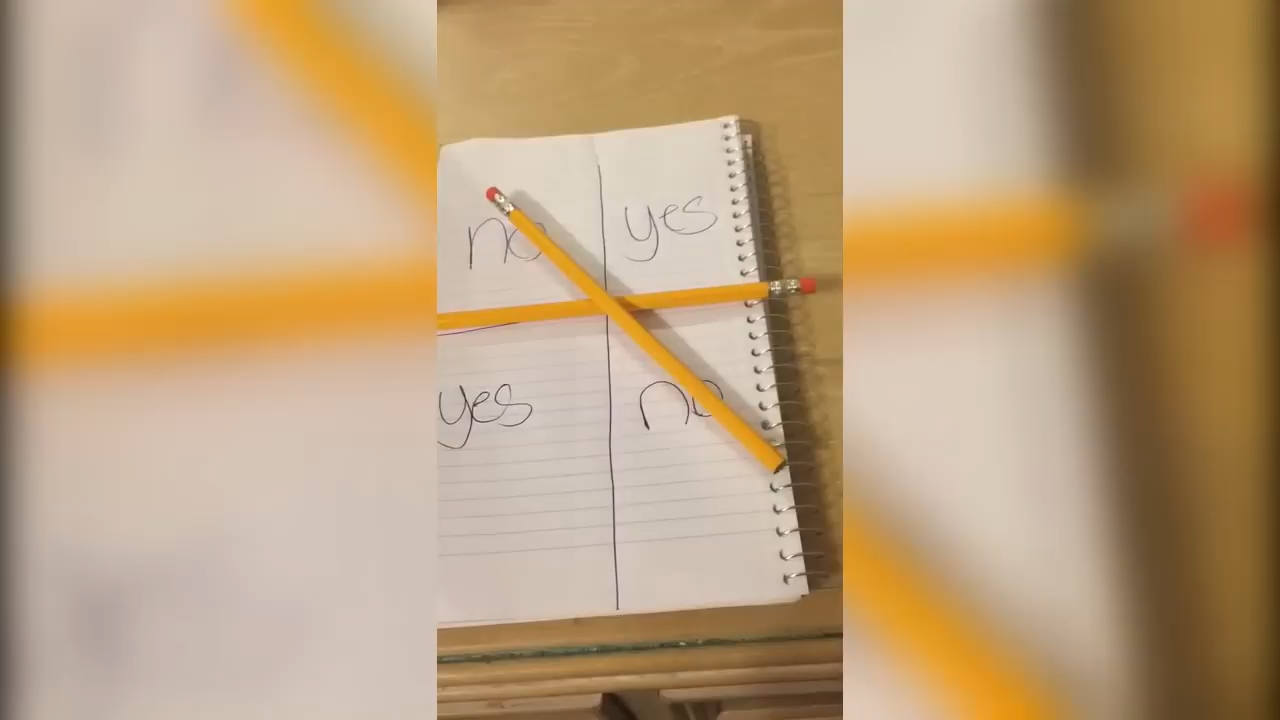 no yes
yes no